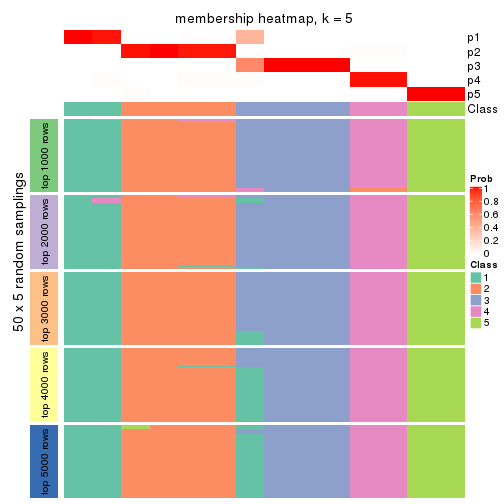 membership heatmap, k = 5
p1
p2
p3
p4
p5
Class
50 x 5 random samplings
top 1000 rows
top 2000 rows
top 3000 rows
top 4000 rows
top 5000 rows
Prob
1
0.8
0.6
0.4
0.2
0
Class
1
2
3
4
5